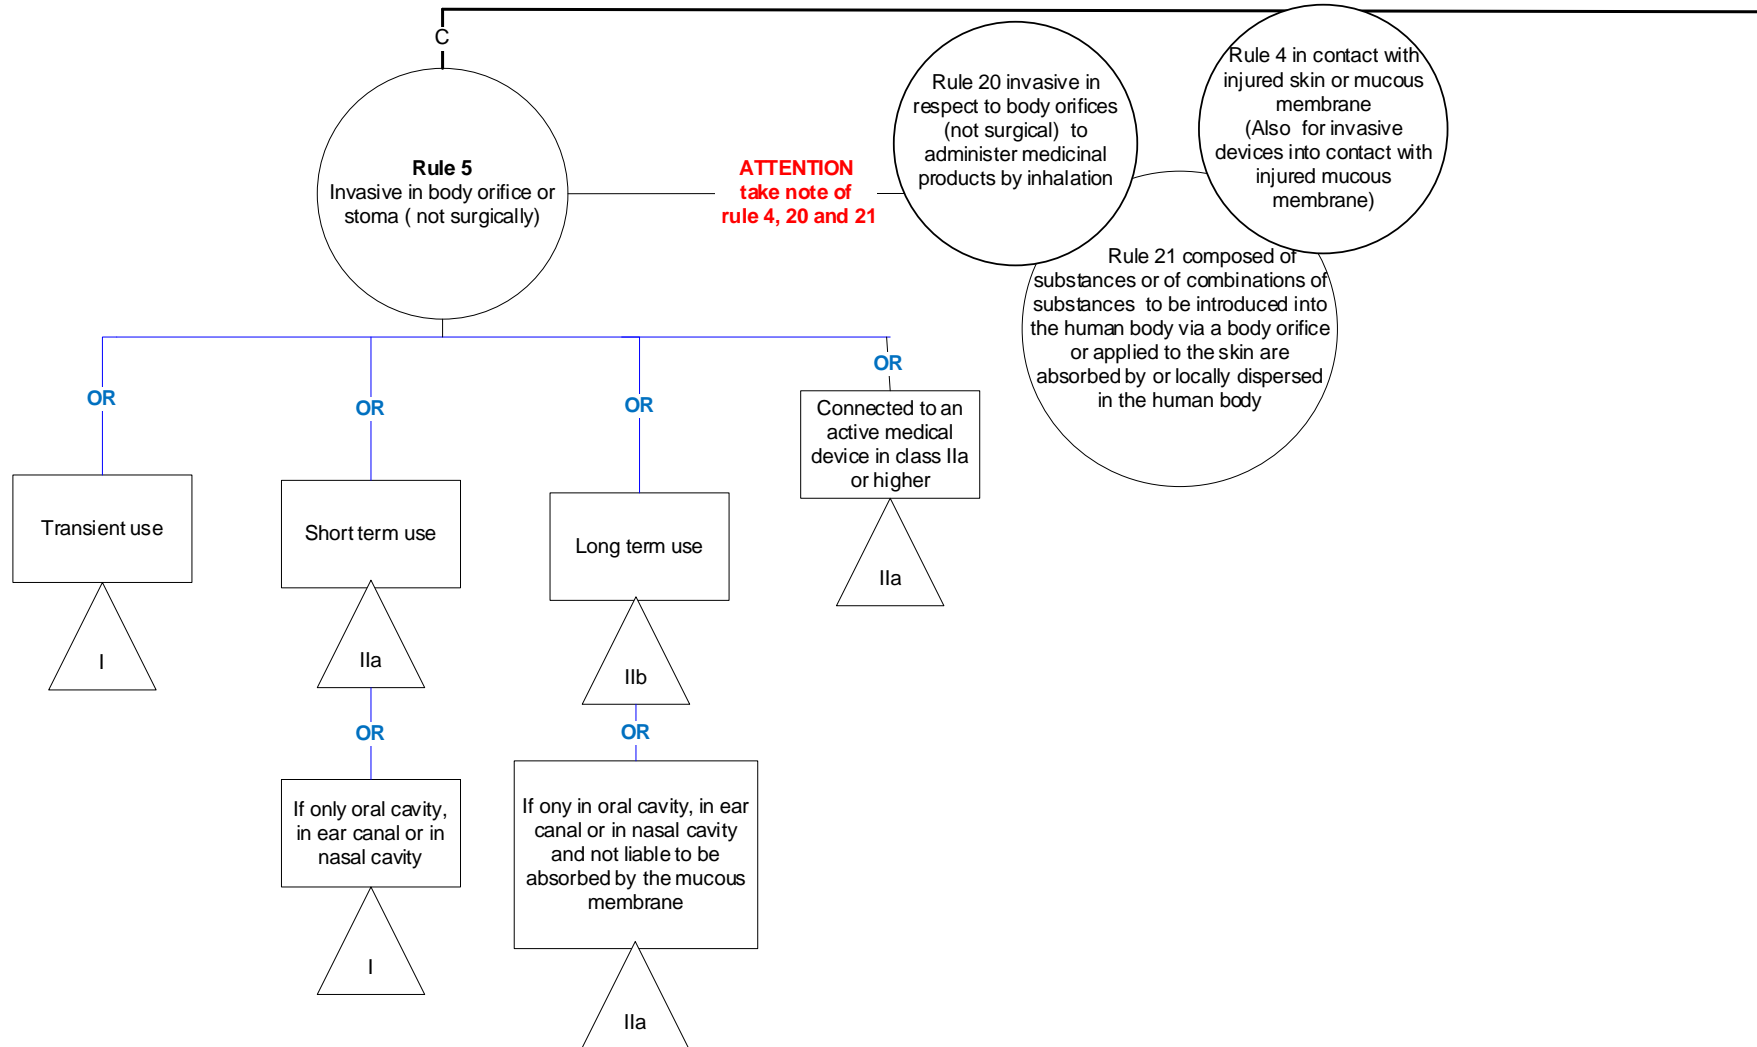 C
Rule 5
Invasive in body orifice or
stoma ( not surgically)
ATTENTION
take note of
rule 4, 20 and 21
Rule 20 invasive in
respect to body orifices
(not surgical)  to
administer medicinal
products by inhalation
Rule 4 in contact with
injured skin or mucous
membrane
(Also  for invasive
devices into contact with
injured mucous
membrane)
Rule 21 composed of
substances or of combinations of
substances  to be introduced into
the human body via a body orifice
or applied to the skin are
absorbed by or locally dispersed
in the human body
OR
OR
OR
OR
Transient use
Short term use
Long term use
Connected to an
active medical
device in class IIa
or higher
I
IIa
IIb
IIa
OR
OR
If only oral cavity,
in ear canal or in
nasal cavity
If ony in oral cavity, in ear
canal or in nasal cavity
and not liable to be
absorbed by the mucous
membrane
I
IIa